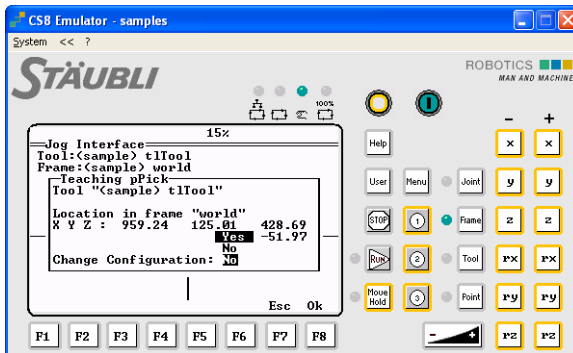 CS8 Emulator - samples
System << ?
STÄUBLI
ROBOTICS
MAN AND MACHINE
100%
15%
Jog Interface
Tool:(sample) tlTool
Frame:(sample) world
Teaching pPick
Tool "(sample) tlTool"
Location in frame "world"
X Y Z : 959.24 125.01 428.69
Yes -51.97
No
Change Configuration: No
Esc Ok
F1 F2 F3 F4 F5 F6 F7 F8
- +
Help x x
User Menu Joint y y
STOP 1 Frame z z
RUN 2 Tool rx rx
Move Hold 3 Point ry ry
- + rz rz